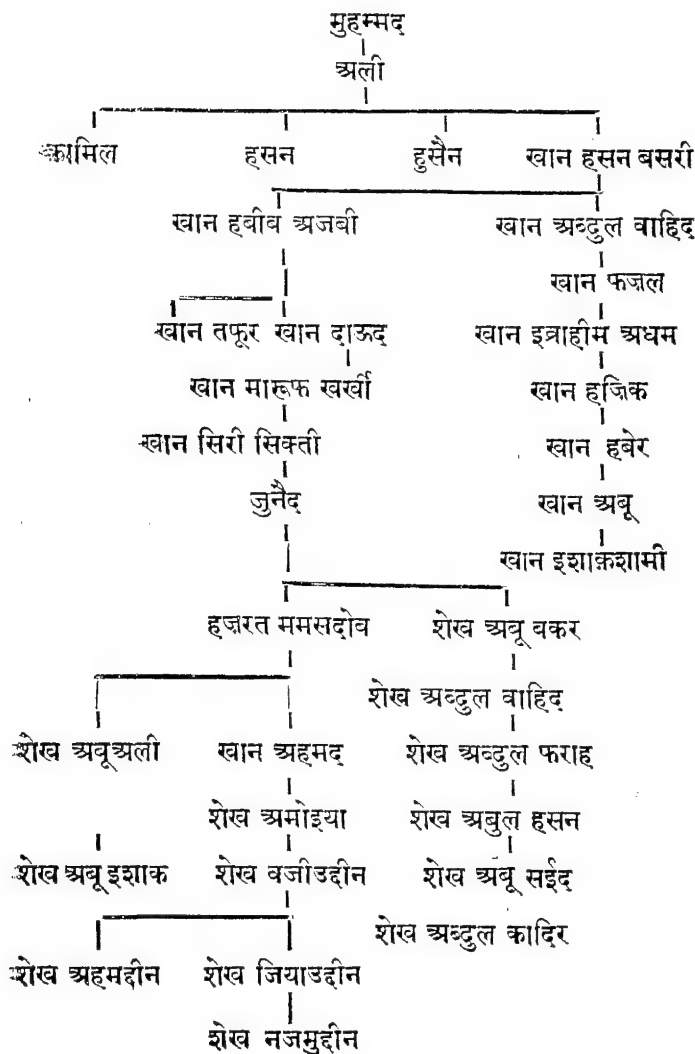 मुहम्मद
अली
कामिल हसन हुसैन खान हसन बसरी
खान हबीब अजबी खान अब्दुल वाहिद
खान फज़ल
खान तफूर खान दाऊद खान इब्राहीम अधम
खान मारूफ खर्खी खान हजिक
खान सिरी सिक्ती खान हबेर
जुनैद खान अबू
खान इशाक़शामी
हज़रत ममसदोव शेख अबू बकर
शेख अब्दुल वाहिद
शेख अबूअली खान अहमद शेख अब्दुल फराह
शेख अमोइया शेख अबुल हसन
शेख अबू इशाक शेख वजीउद्दीन शेख अबू सईद
शेख अब्दुल कादिर
शेख अहमद्दीन शेख जियाउद्दीन
शेख नजमुद्दीन